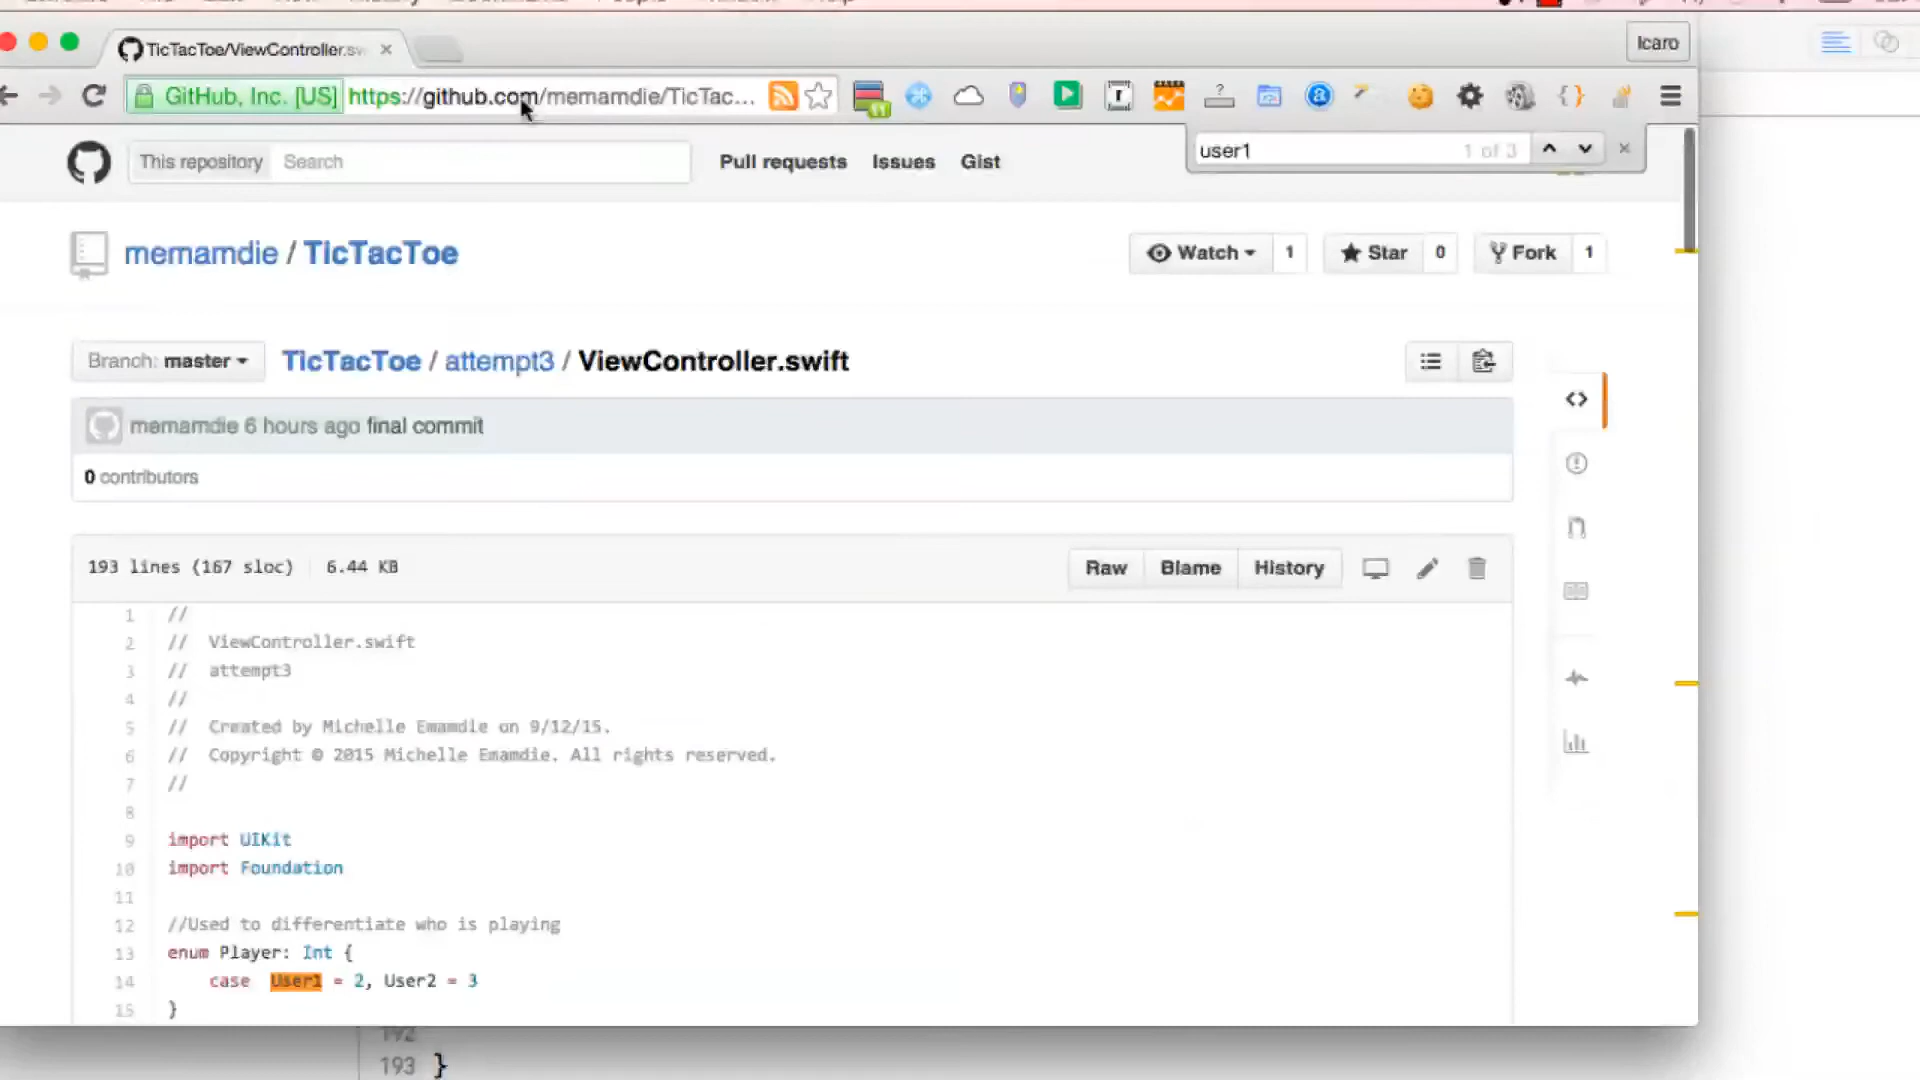 TicTacToe/ViewController.sw
Icaro
GitHub, Inc. [US] https://github.com/memamdie/TicTac...
user1 1 of 3
This repository Search Pull requests Issues Gist
memamdie / TicTacToe
Watch 1 Star 0 Fork 1
Branch: master TicTacToe / attempt3 / ViewController.swift
memamdie 6 hours ago final commit
0 contributors
193 lines (167 sloc) 6.44 KB Raw Blame History
1 //
2 // ViewController.swift
3 // attempt3
4 //
5 // Created by Michelle Emamdie on 9/12/15.
6 // Copyright © 2015 Michelle Emamdie. All rights reserved.
7 //
8
9 import UIKit
10 import Foundation
11
12 //Used to differentiate who is playing
13 enum Player: Int {
14 case User1 = 2, User2 = 3
15 }
192
193 }